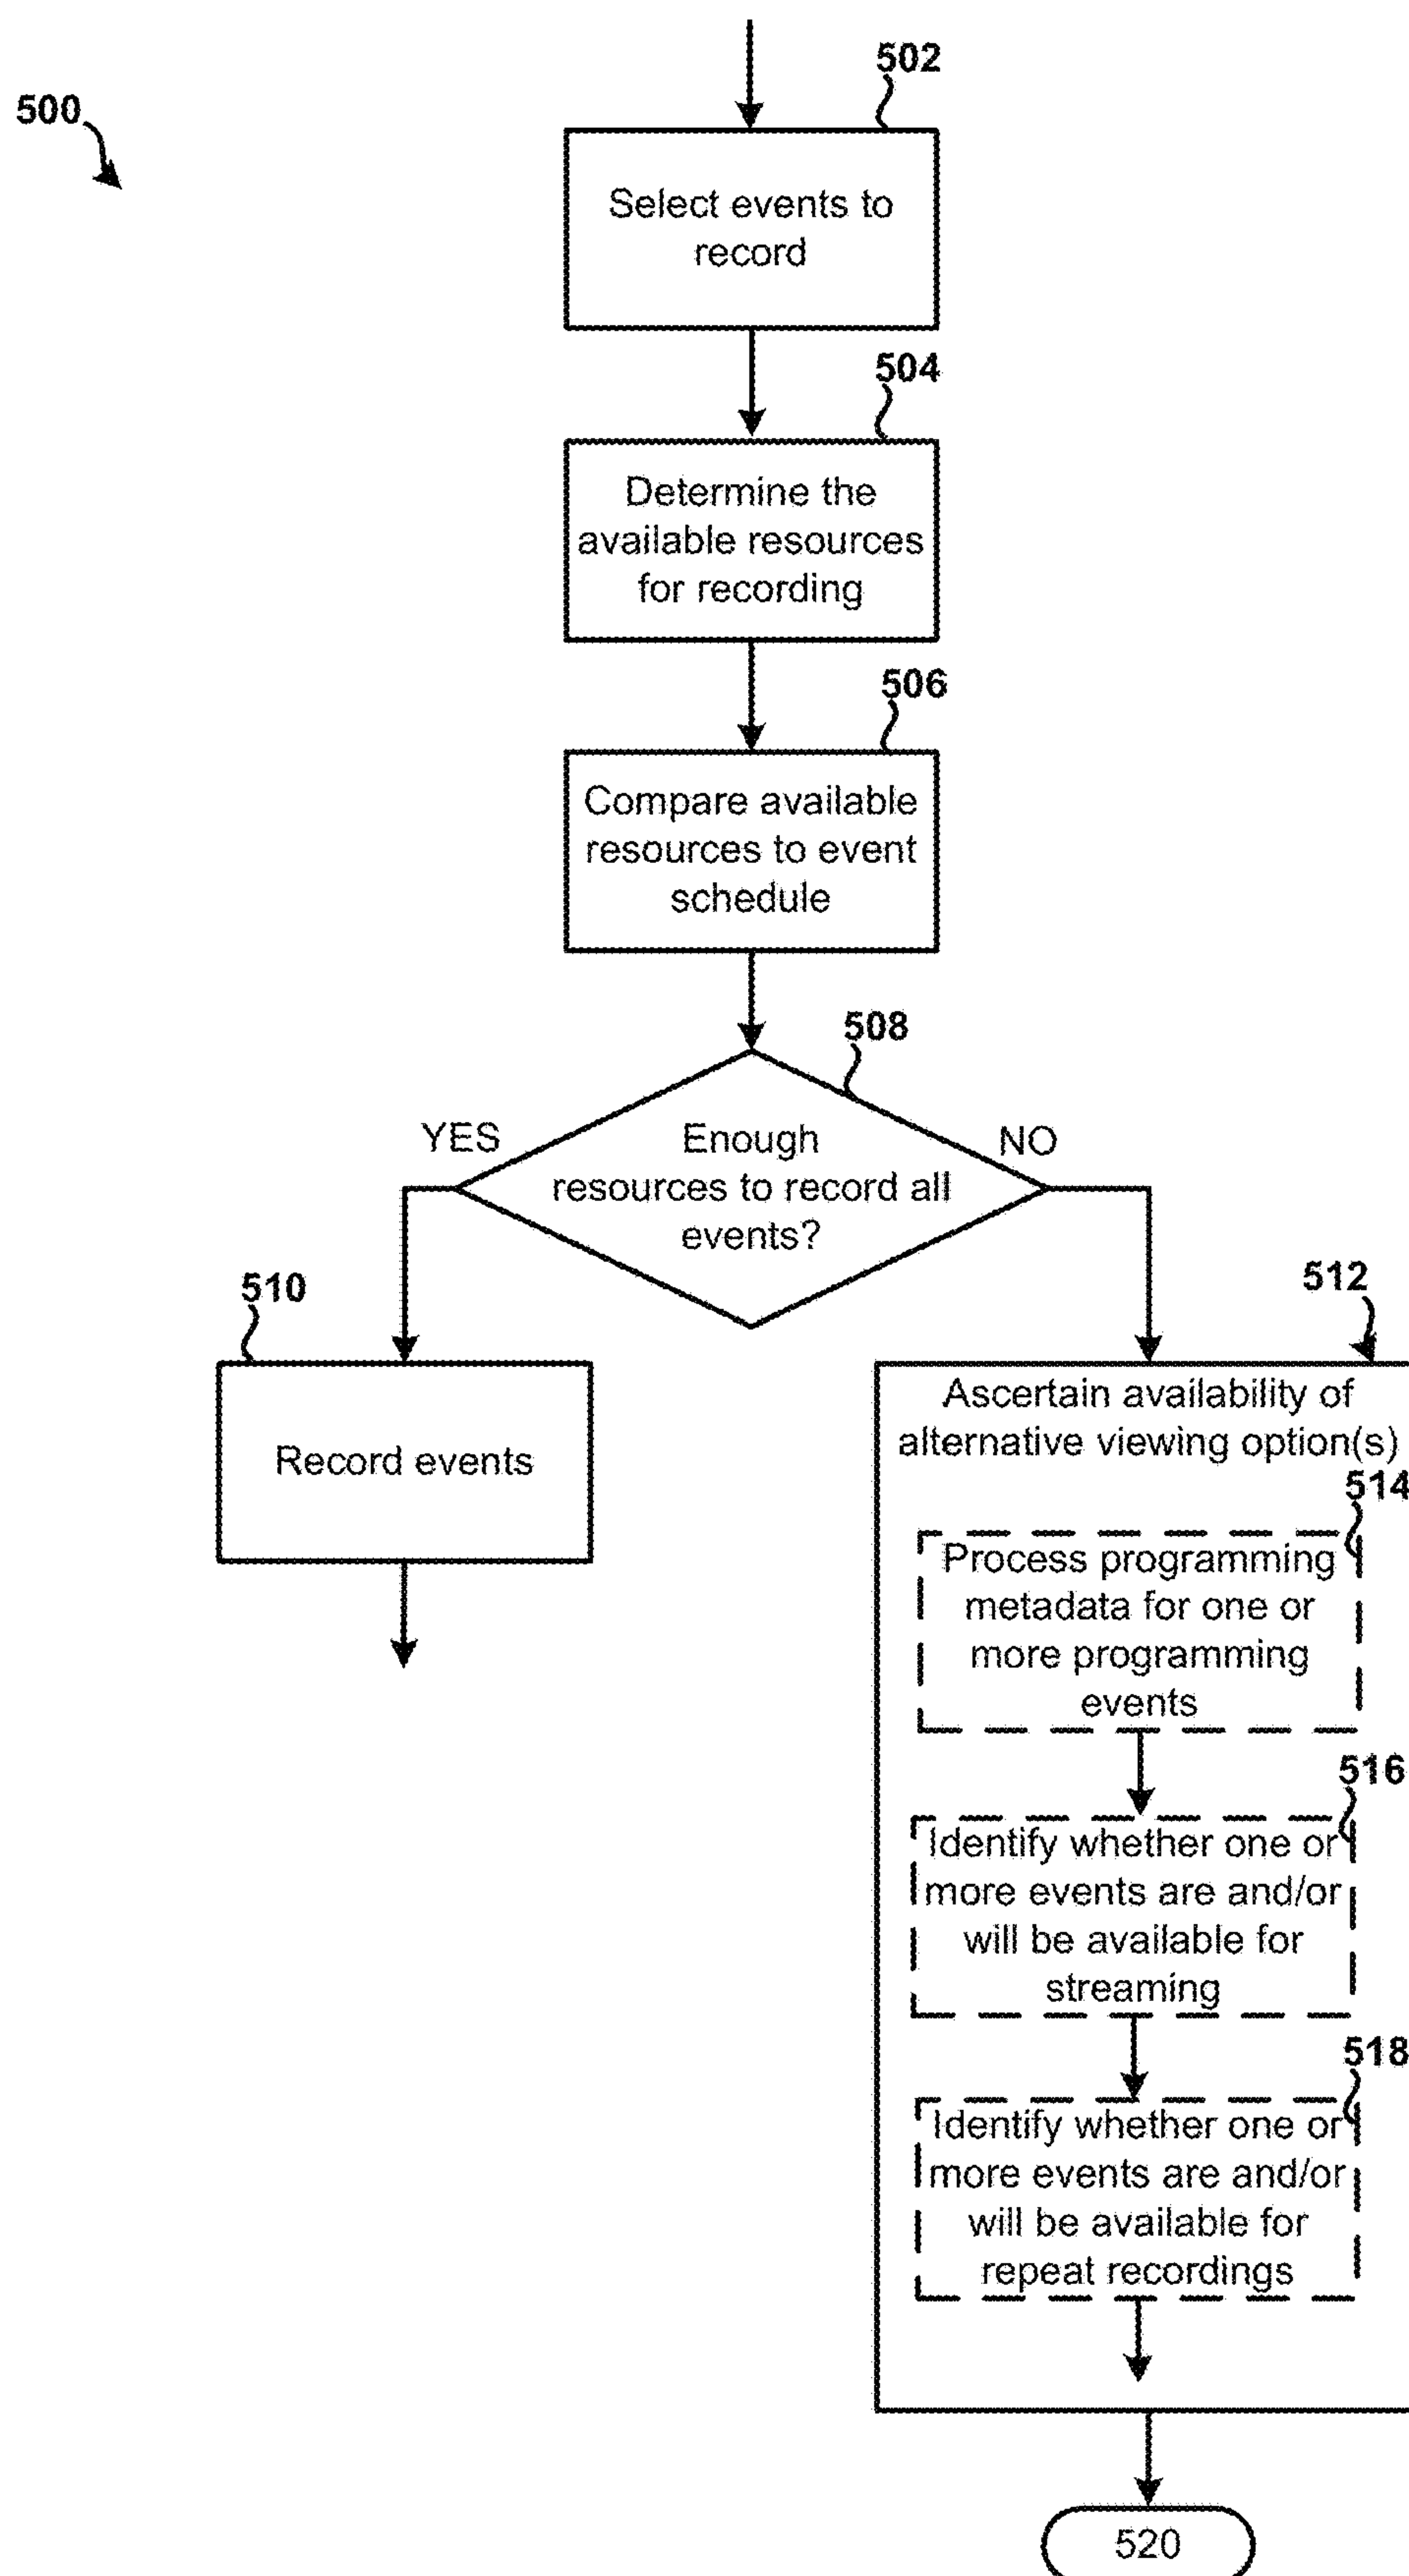 502
500
Select events to
record
504
Determine the
available resources
for recording
506
Compare available
resources to event
schedule
508
YES
Enough
resources to record all
events?
NO
510
Record events
512
Ascertain availability of
alternative viewing option(s)
514
Process programming
metadata for one or
more programming
events
516
Identify whether one or
more events are and/or
will be available for
streaming
518
Identify whether one or
more events are and/or
will be available for
repeat recordings
520